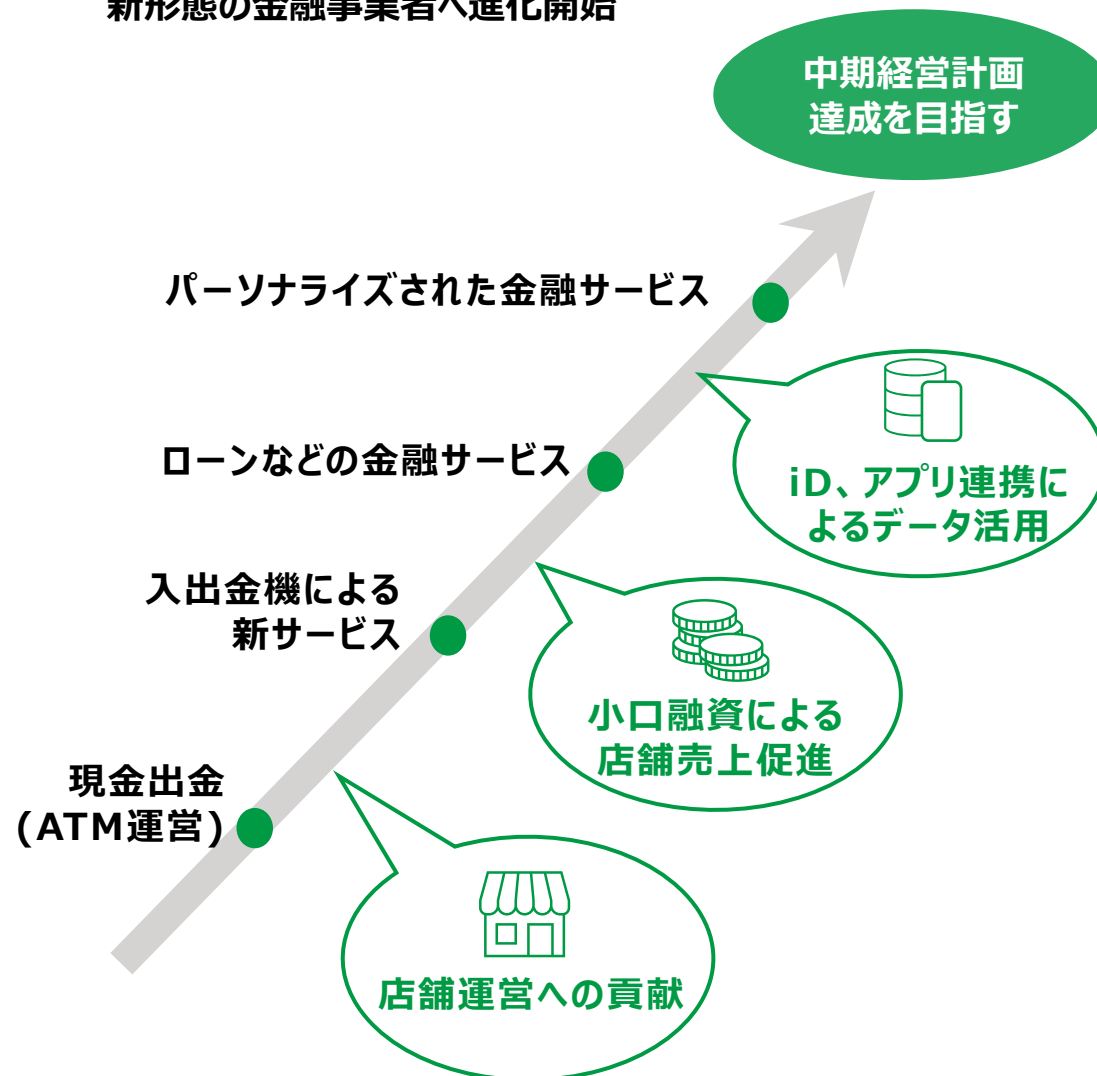 新形態の金融事業者へ進化開始
中期経営計画
達成を目指す
パーソナライズされた金融サービス
iD、アプリ連携に
よるデータ活用
ローンなどの金融サービス
入出金機による
新サービス
小口融資による
店舗売上促進
現金出金
(ATM運営)
店舗運営への貢献